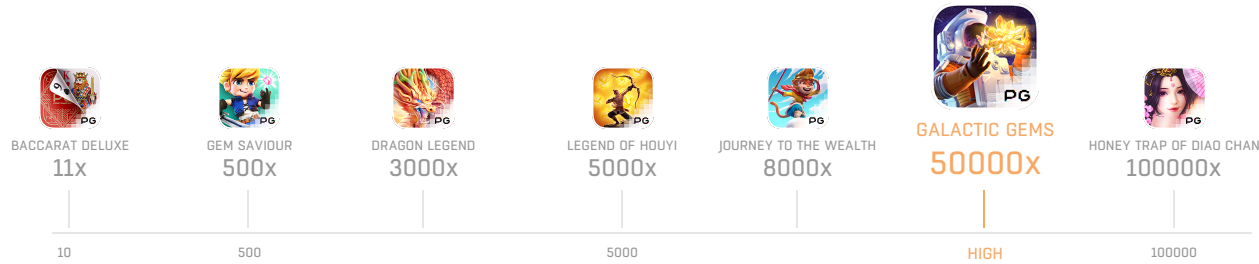 PG
PG
PG
PG
PG
PG
BACCARAT DELUXE
11x
GEM SAVIOUR
500x
DRAGON LEGEND
3000x
LEGEND OF HOUYI
5000x
JOURNEY TO THE WEALTH
8000x
GALACTIC GEMS
50000x
HONEY TRAP OF DIAO CHAN
100000x
10
500
5000
HIGH
100000